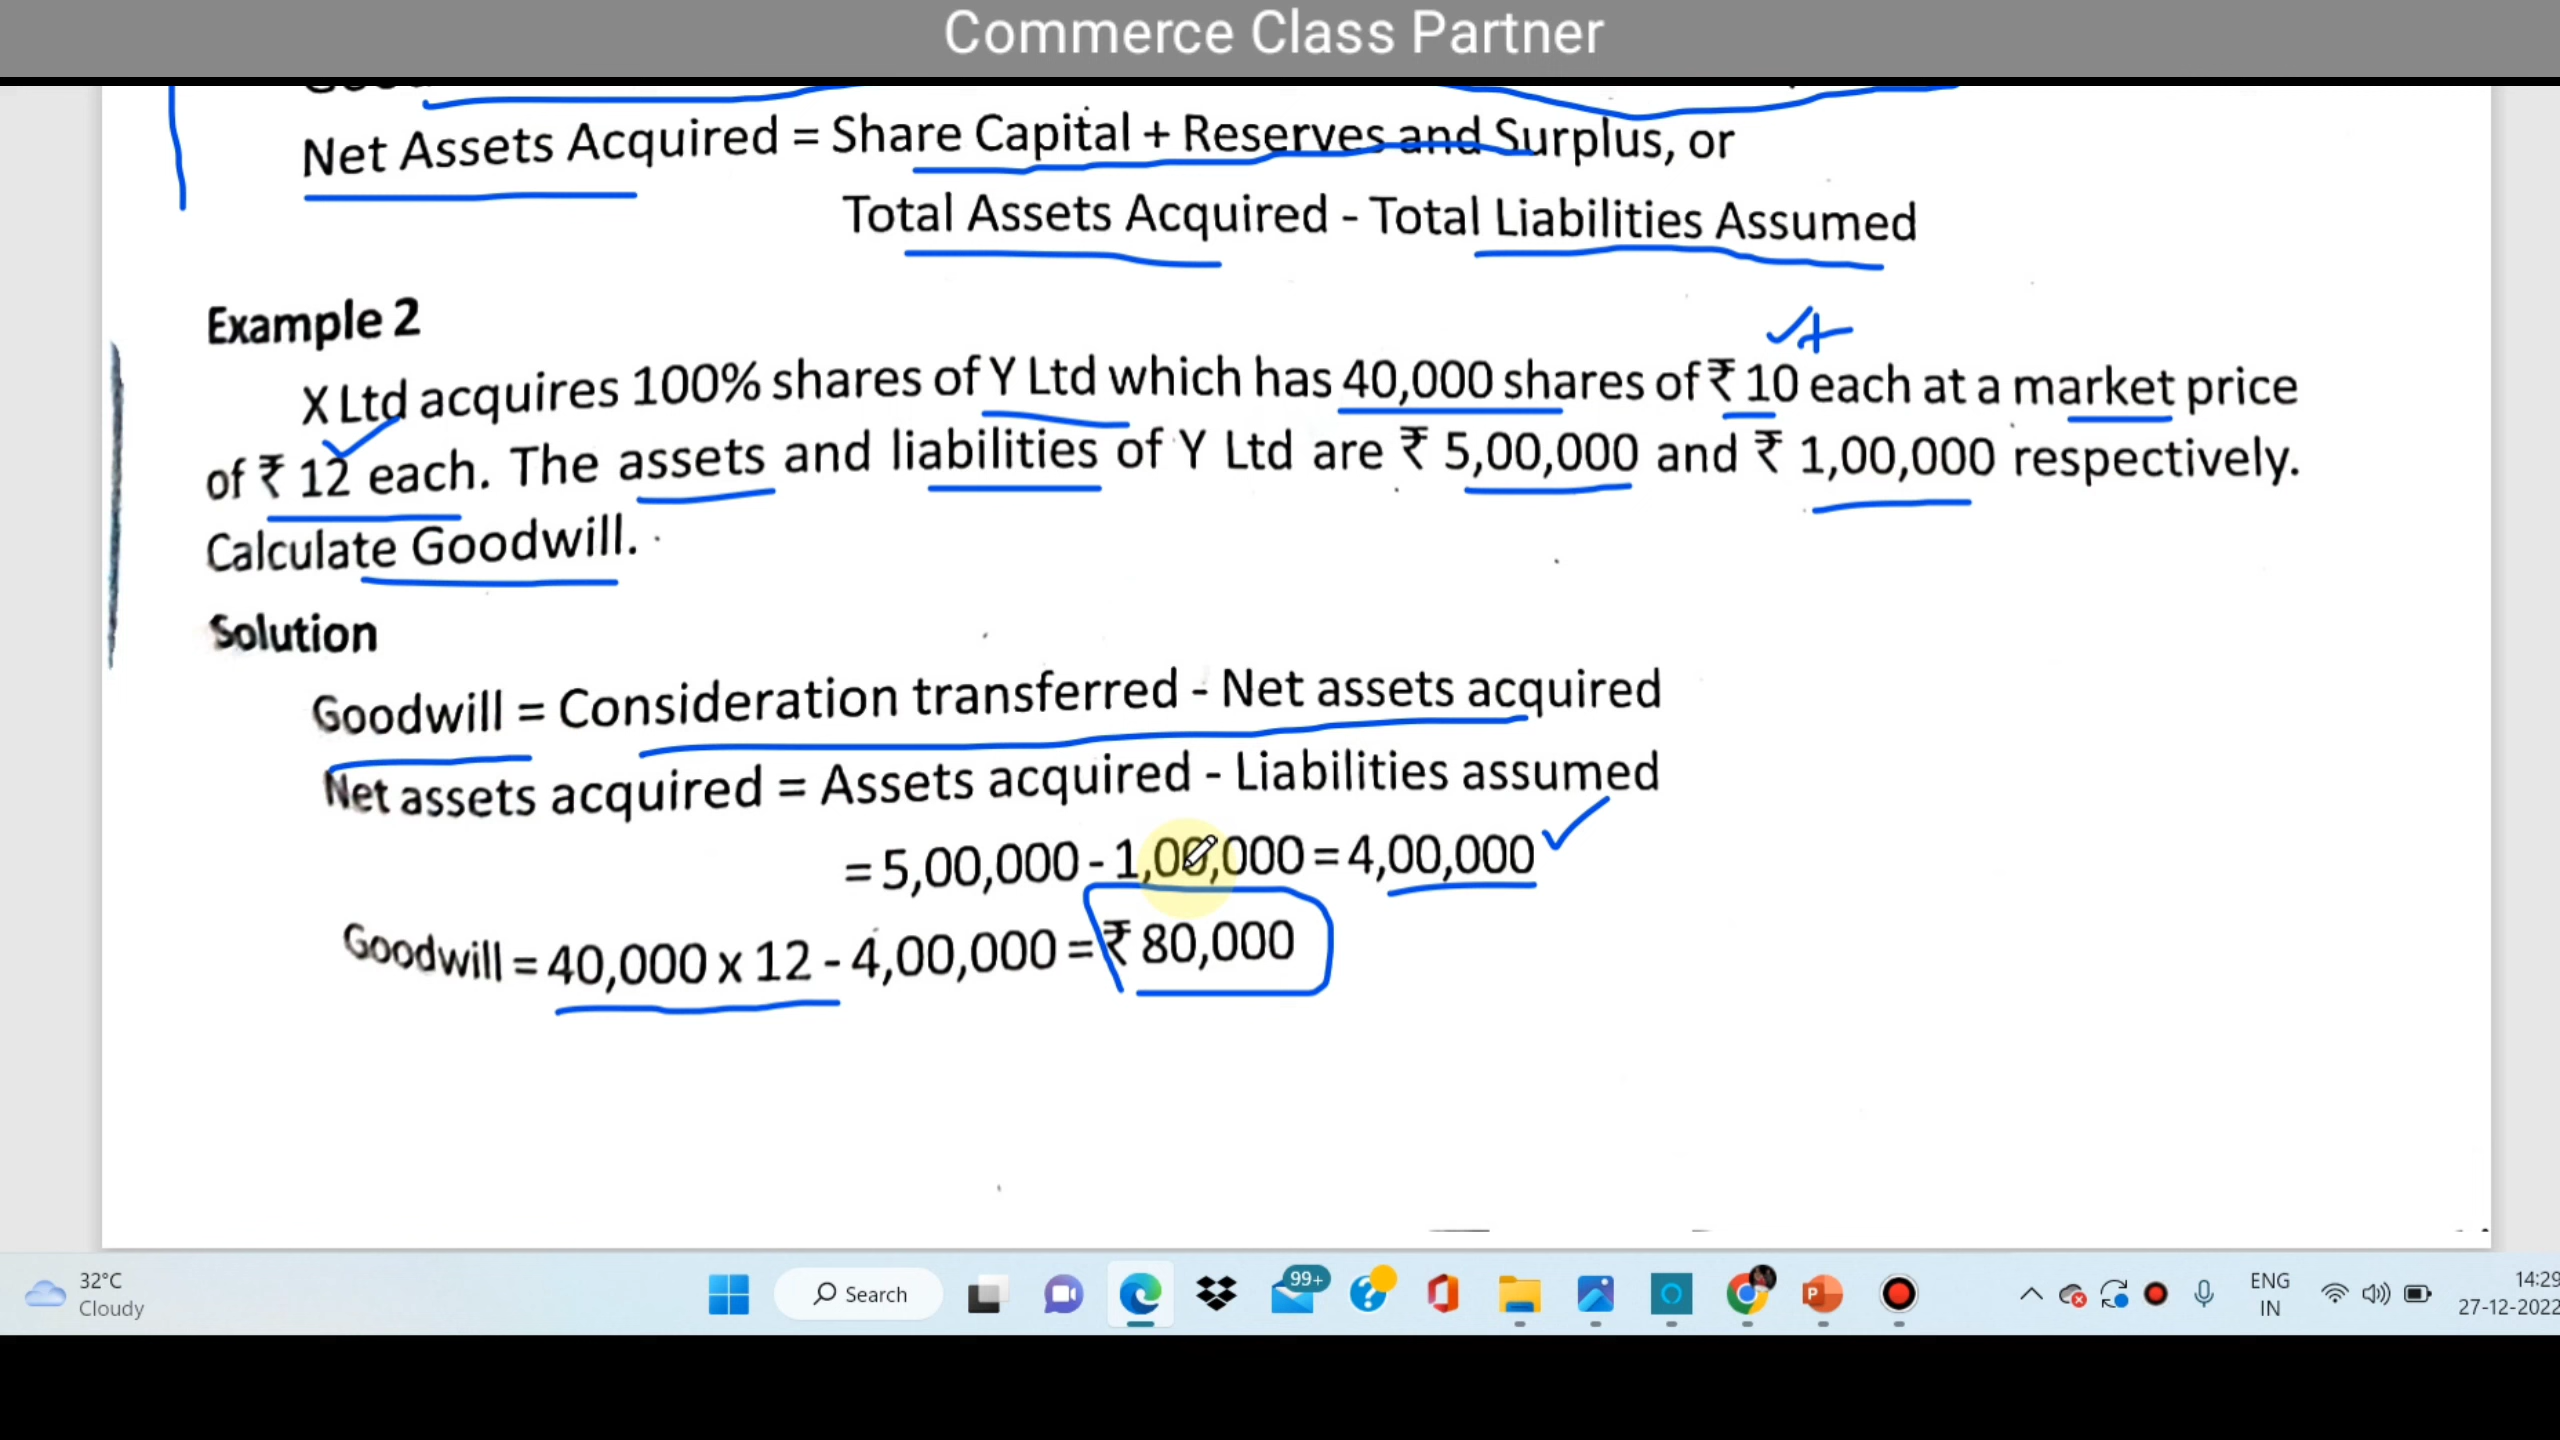 Commerce Class Partner
Net Assets Acquired = Share Capital + Reserves and Surplus, or
Total Assets Acquired - Total Liabilities Assumed
Example 2
X Ltd acquires 100% shares of Y Ltd which has 40,000 shares of ₹ 10 each at a market price
of ₹ 12 each. The assets and liabilities of Y Ltd are ₹ 5,00,000 and ₹ 1,00,000 respectively.
Calculate Goodwill.
Solution
Goodwill = Consideration transferred - Net assets acquired
Net assets acquired = Assets acquired - Liabilities assumed
= 5,00,000 - 1,00,000 = 4,00,000
Goodwill = 40,000 x 12 - 4,00,000 = ₹ 80,000
32°C
Cloudy
Search
99+
ENG
IN
14:29
27-12-2022